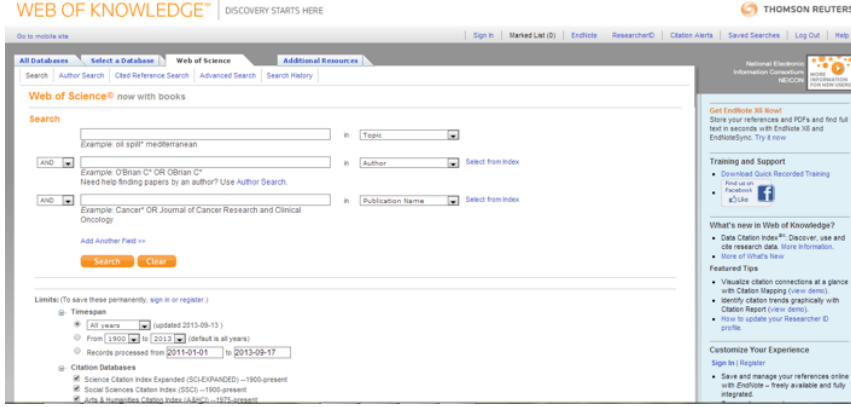 WEB OF KNOWLEDGE℠ DISCOVERY STARTS HERE
THOMSON REUTERS
Go to mobile site
Sign In Marked List (0) EndNote ResearcherID Citation Alerts Saved Searches Log Out Help
All Databases Select a Database Web of Science Additional Resources
Search Author Search Cited Reference Search Advanced Search Search History
National Electronic
Information Consortium
NEICON
MORE
INFORMATION
FOR NEW USERS
Web of Science® now with books
Search
in Topic
Example: oil spill* mediterranean
AND in Author Select from Index
Example: O'Brian C* OR OBrian C*
Need help finding papers by an author? Use Author Search.
AND in Publication Name Select from Index
Example: Cancer* OR Journal of Cancer Research and Clinical
Oncology
Add Another Field >>
Search Clear
Limits: (To save these permanently, sign in or register.)
Timespan
All years (updated 2013-09-13 )
From 1900 to 2013 (default is all years)
Records processed from 2011-01-01 to 2013-09-17
Citation Databases
Science Citation Index Expanded (SCI-EXPANDED) --1900-present
Social Sciences Citation Index (SSCI) --1900-present
Arts & Humanities Citation Index (A&HCI) --1975-present
Get EndNote X6 Now!
Store your references and PDFs and find full
text in seconds with EndNote X6 and
EndNoteSync. Try it now
Training and Support
Download Quick Recorded Training
Find us on
Facebook
Like
What's new in Web of Knowledge?
Data Citation Index: Discover, use and
cite research data. More Information.
More of What's New
Featured Tips
Visualize citation connections at a glance
with Citation Mapping (view demo).
Identify citation trends graphically with
Citation Report (view demo).
How to update your Researcher ID
profile.
Customize Your Experience
Sign In | Register
Save and manage your references online
with EndNote – freely available and fully
integrated.